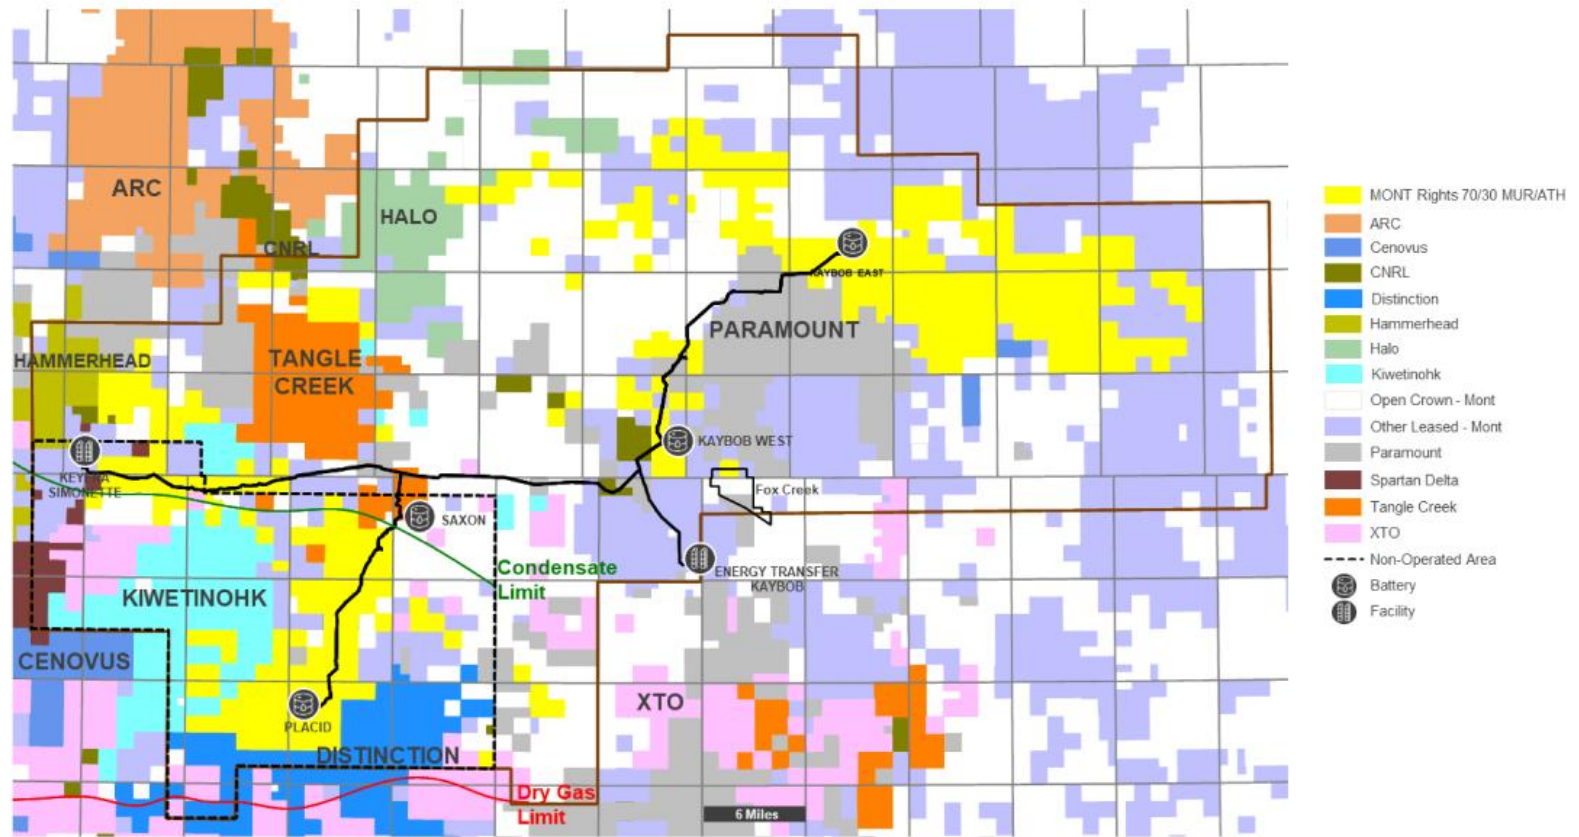 ARC
HALO
CNRL
KAYBOB EAST
PARAMOUNT
HAMMERHEAD
TANGLE
CREEK
KAYBOB WEST
KEYERA
SIMONETTE
Fox Creek
SAXON
Condensate
Limit
ENERGY TRANSFER
KAYBOB
KIWETINOHK
CENOVUS
XTO
PLACID
DISTINCTION
Dry Gas
Limit
6 Miles
MONT Rights 70/30 MUR/ATH
ARC
Cenovus
CNRL
Distinction
Hammerhead
Halo
Kiwetinohk
Open Crown - Mont
Other Leased - Mont
Paramount
Spartan Delta
Tangle Creek
XTO
Non-Operated Area
Battery
Facility